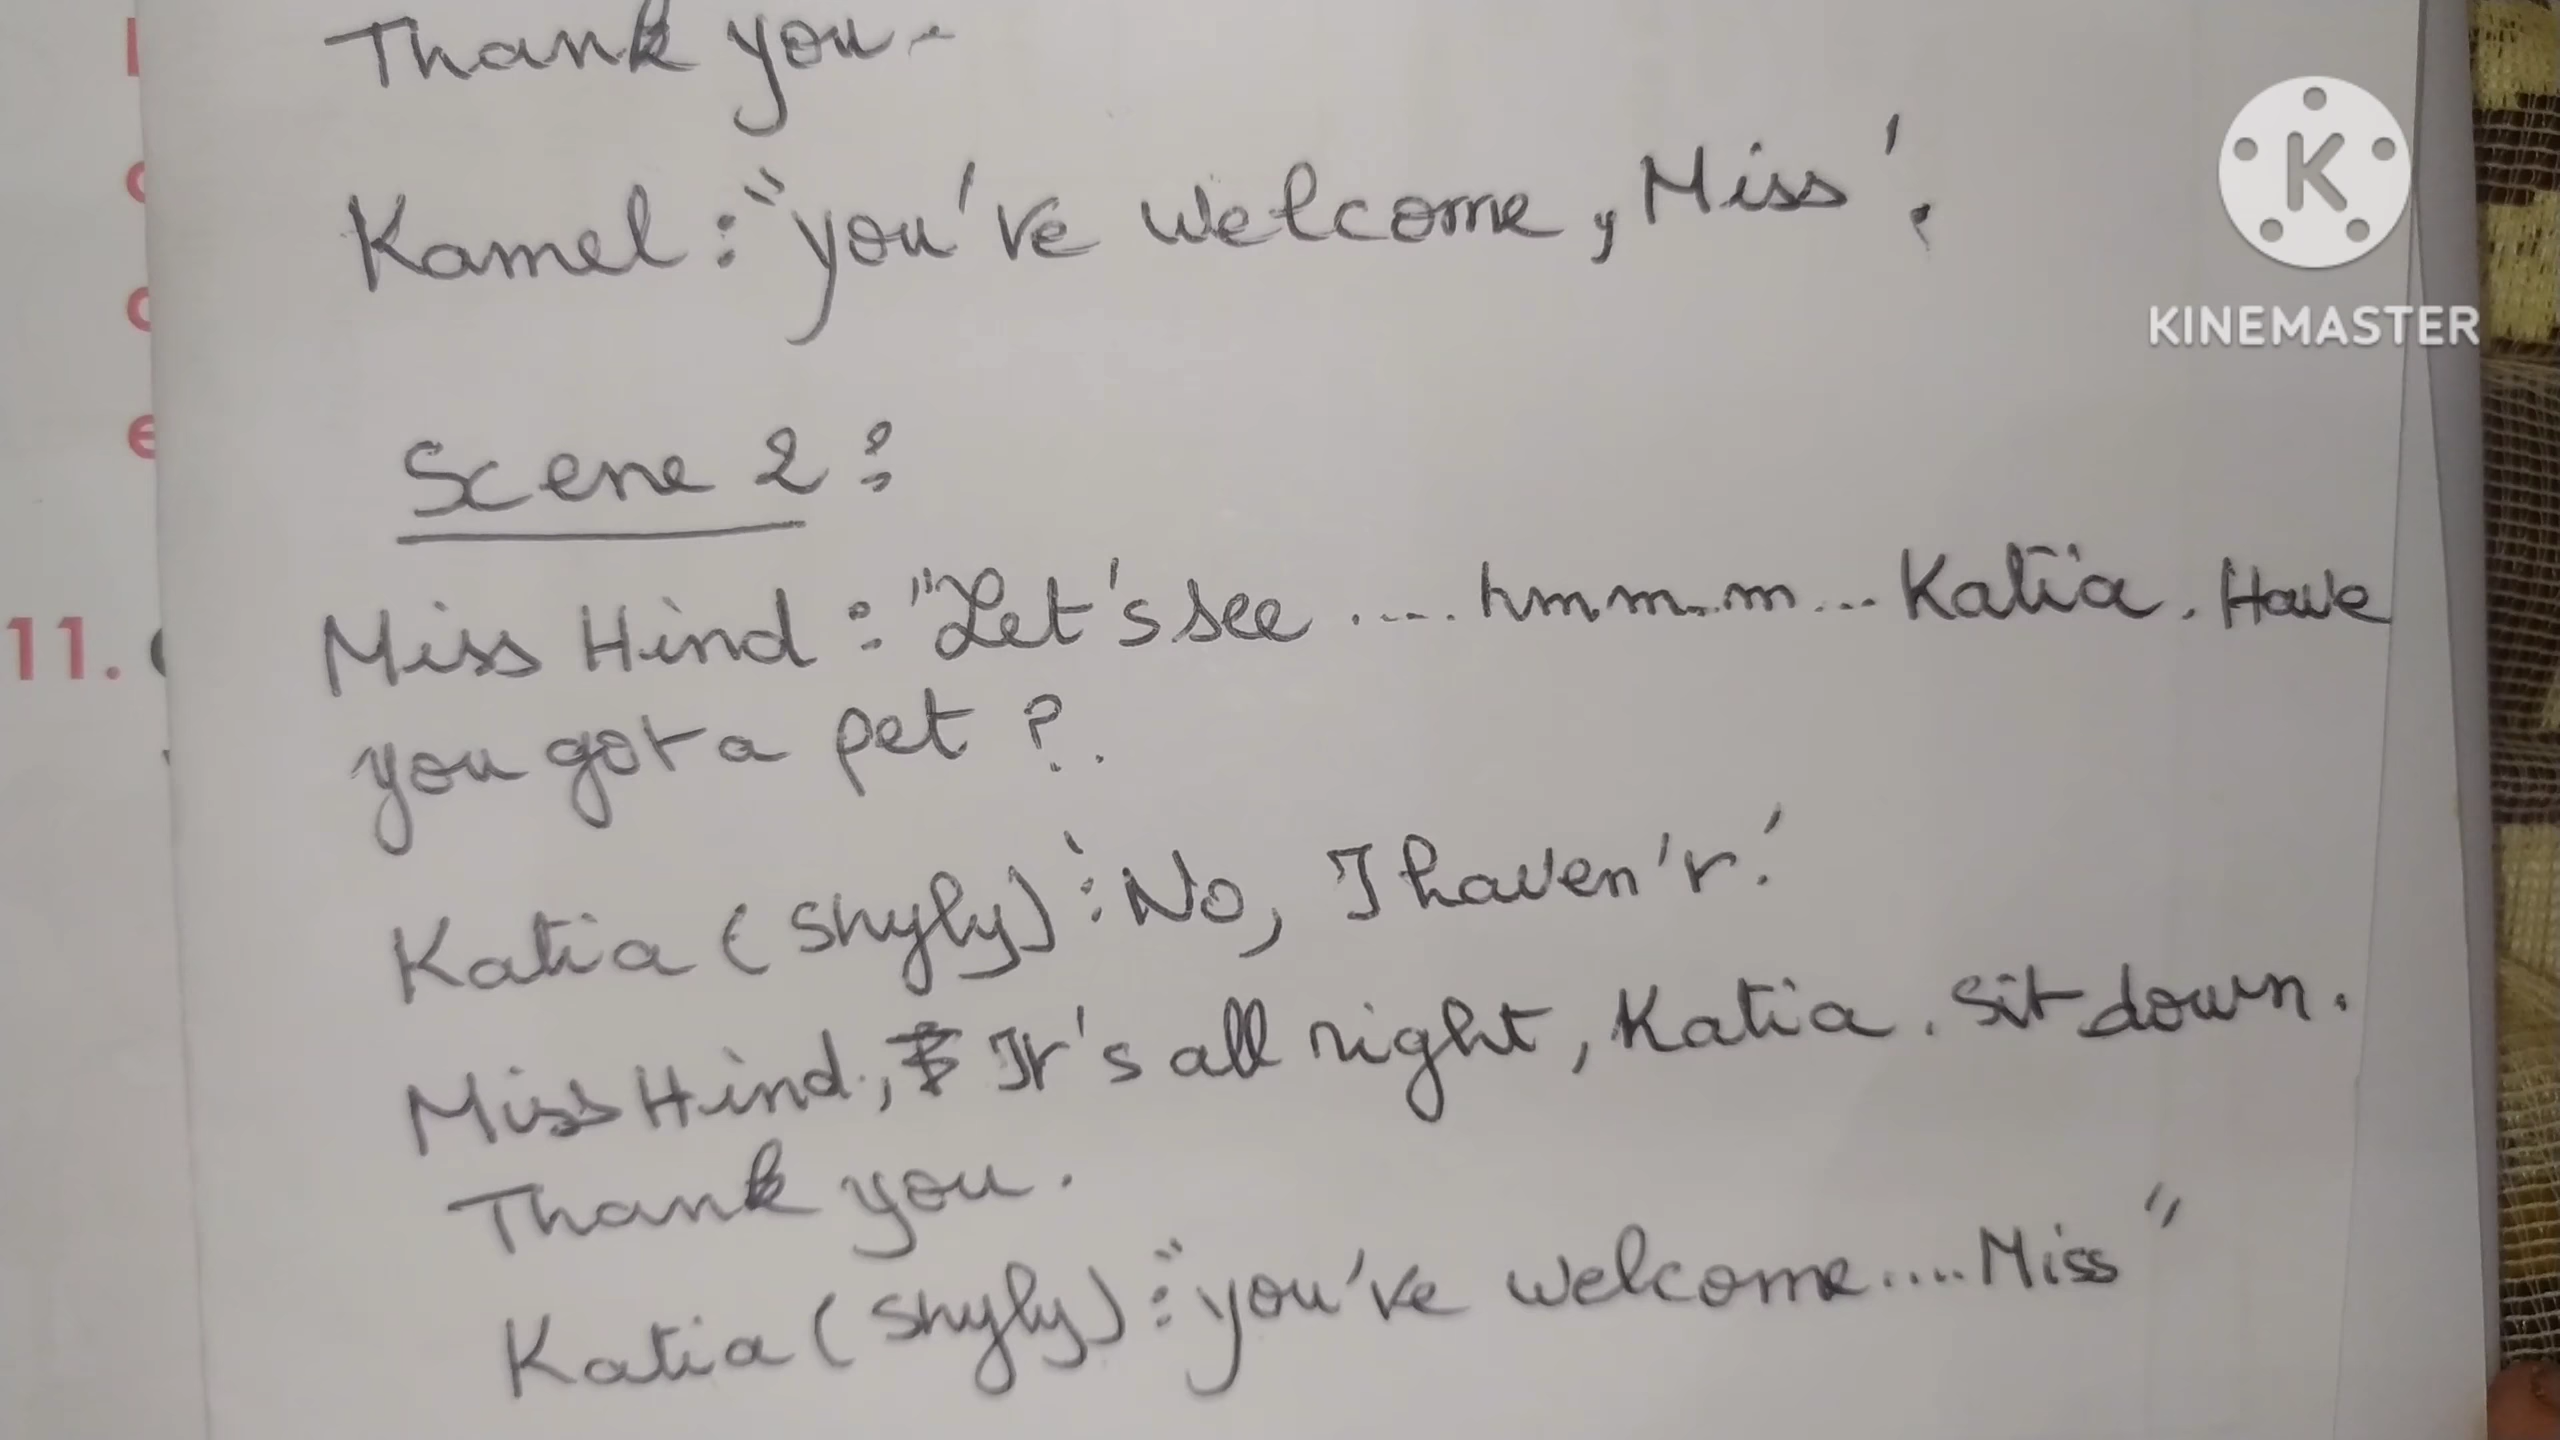 Thank you.
Kamel : "you've welcome, Miss'.
K
KINEMASTER
Scene 2 :
Miss Hind : "Let's see .... hmmm...m... Katia. Have
you got a pet ?.
11.
Katia (shyly) : 'No, I haven't.'
Miss Hind, It's all right, Katia. Sit down.
Thank you.
Katia (shyly) : "you've welcome.... Miss"